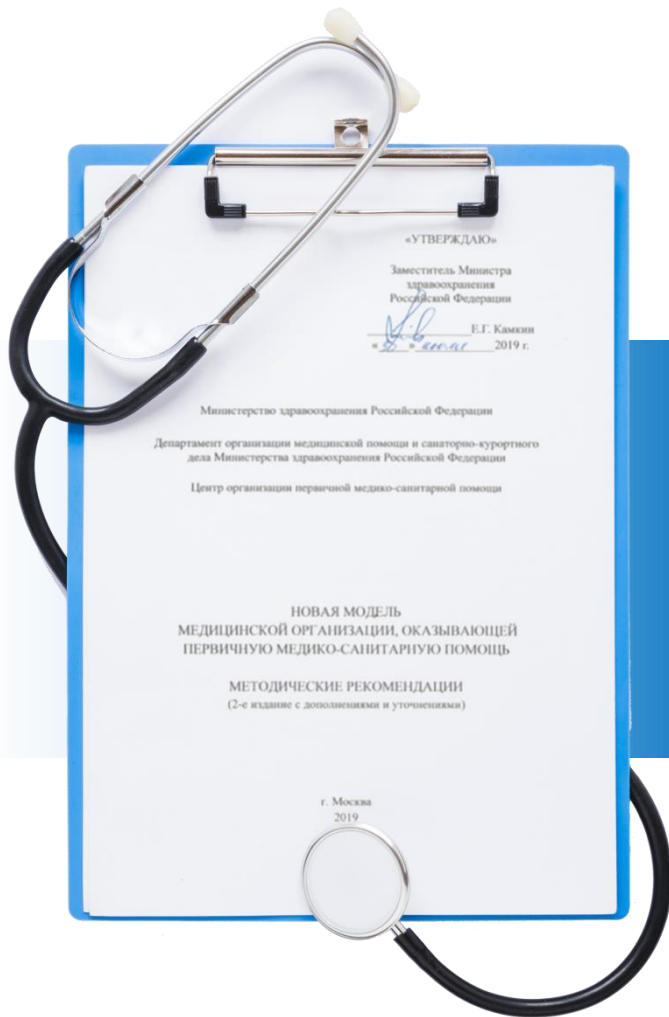 «УТВЕРЖДАЮ»
Заместитель Министра
здравоохранения
Российской Федерации
Е.Г. Камкин
« » 2019 г.
Министерство здравоохранения Российской Федерации
Департамент организации медицинской помощи и санаторно-курортного
дела Министерства здравоохранения Российской Федерации
Центр организации первичной медико-санитарной помощи
НОВАЯ МОДЕЛЬ
МЕДИЦИНСКОЙ ОРГАНИЗАЦИИ, ОКАЗЫВАЮЩЕЙ
ПЕРВИЧНУЮ МЕДИКО-САНИТАРНУЮ ПОМОЩЬ
МЕТОДИЧЕСКИЕ РЕКОМЕНДАЦИИ
(2-е издание с дополнениями и уточнениями)
г. Москва
2019